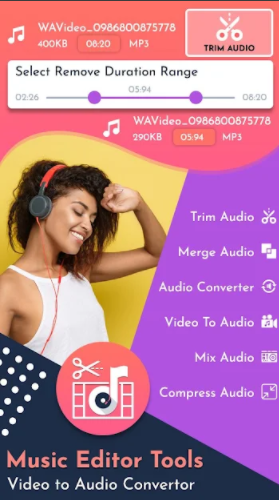 WAVideo_0986800875778
400KB 08:20 MP3
TRIM AUDIO
Select Remove Duration Range
05:94
02:26 08:20
WAVideo_0986800875778
290KB 05:94 MP3
Trim Audio
Merge Audio
Audio Converter
Video To Audio
Mix Audio
Compress Audio
Music Editor Tools
Video to Audio Convertor